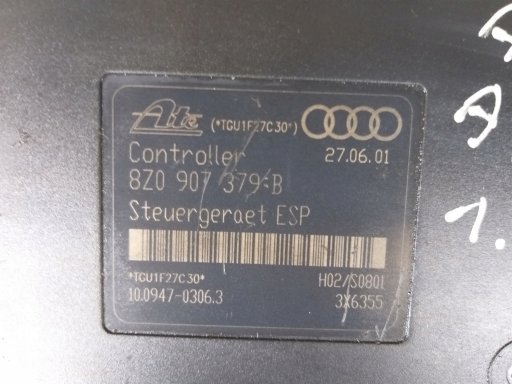 Ate (*TGU1F27C30*)
Controller 27.06.01
8Z0 907 379-B
Steuergeraet ESP
*TGU1F27C30* H02/S0801
10.0947-0306.3 3X6355